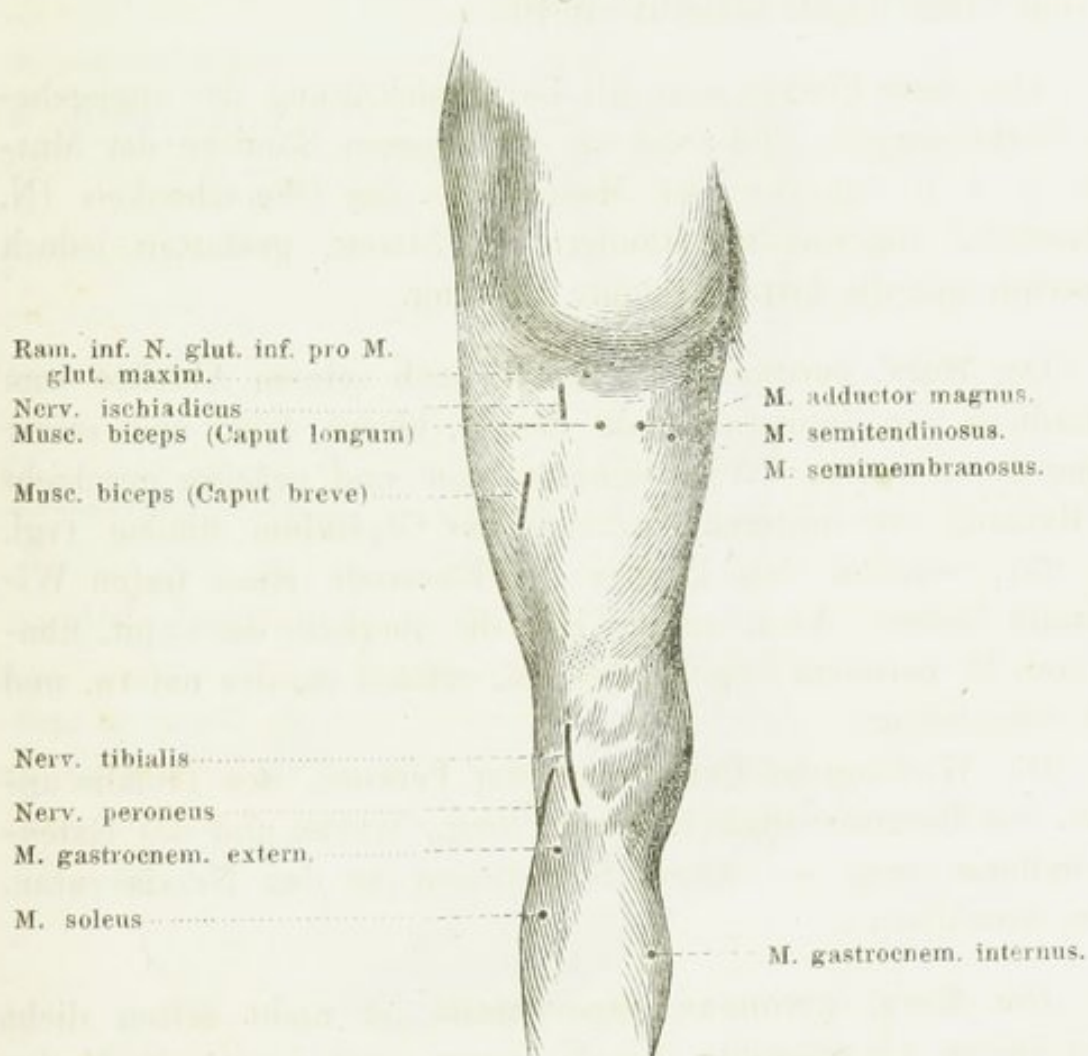 Ram. inf. N. glut. inf. pro M.
glut. maxim.
Nerv. ischiadicus
Musc. biceps (Caput longum)
Musc. biceps (Caput breve)
Nerv. tibialis
Nerv. peroneus
M. gastrocnem. extern.
M. soleus
M. adductor magnus.
M. semitendinosus.
M. semimembranosus.
M. gastrocnem. internus.